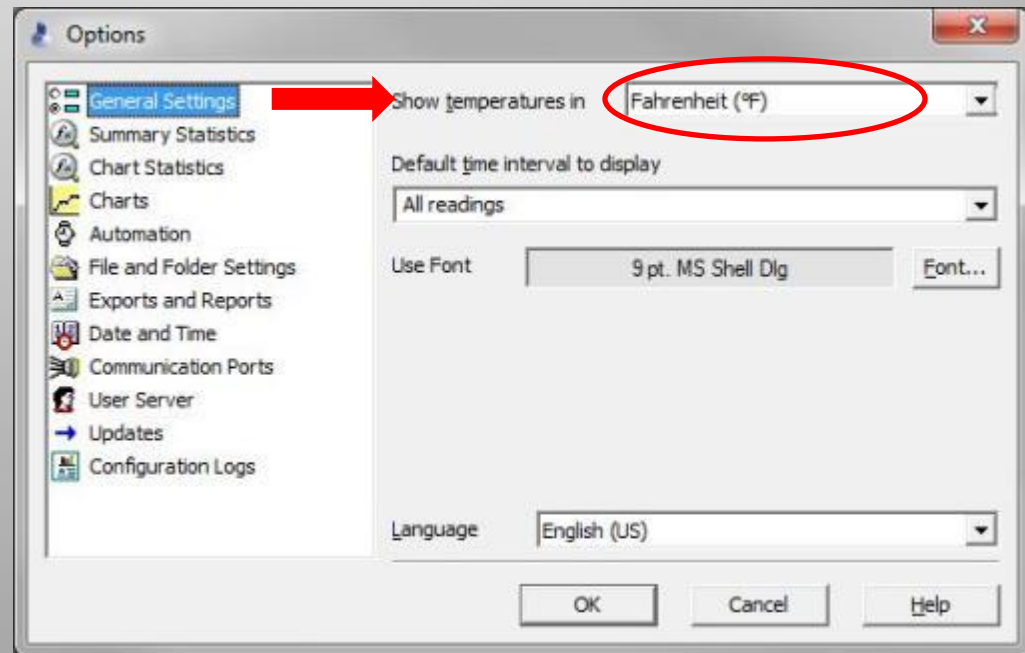 Options
General Settings
Summary Statistics
Chart Statistics
Charts
Automation
File and Folder Settings
Exports and Reports
Date and Time
Communication Ports
User Server
Updates
Configuration Logs
Show temperatures in Fahrenheit (°F)
Default time interval to display
All readings
Use Font 9 pt. MS Shell Dlg Font...
Language English (US)
OK Cancel Help